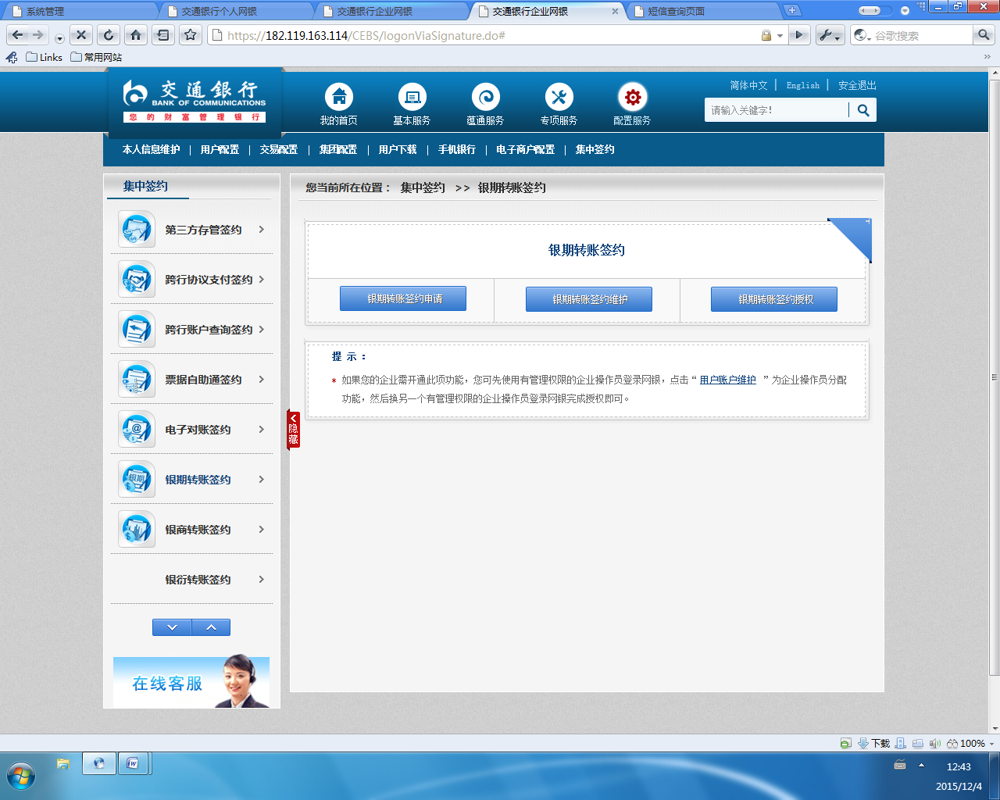 系统管理
交通银行个人网银
交通银行企业网银
交通银行企业网银
短信查询页面
https://182.119.163.114/CEBS/logonViaSignature.do#
谷歌搜索
Links
常用网站
交通銀行
BANK OF COMMUNICATIONS
您的财富管理银行
我的首页
基本服务
蕴通服务
专项服务
配置服务
简体中文 | English | 安全退出
请输入关键字!
本人信息维护 | 用户配置 | 交易配置 | 集团配置 | 用户下载 | 手机银行 | 电子商户配置 | 集中签约
集中签约
第三方存管签约
跨行协议支付签约
跨行账户查询签约
票据自助通签约
电子对账签约
银期
银期转账签约
银商转账签约
银衍转账签约
在线客服
隐藏
您当前所在位置： 集中签约 >> 银期转账签约
银期转账签约
银期转账签约申请
银期转账签约维护
银期转账签约授权
提 示 ：
* 如果您的企业需开通此项功能，您可先使用有管理权限的企业操作员登录网银，点击“用户账户维护 ”为企业操作员分配
功能，然后换另一个有管理权限的企业操作员登录网银完成授权即可。
下载
100%
12:43
2015/12/4